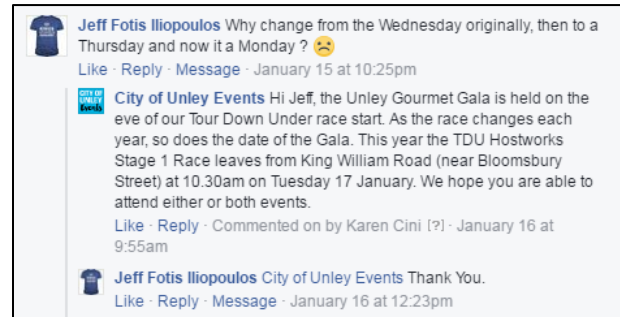 Jeff Fotis Iliopoulos Why change from the Wednesday originally, then to a
Thursday and now it a Monday ? 
Like · Reply · Message · January 15 at 10:25pm
CITY OF
UNLEY
Events
City of Unley Events Hi Jeff, the Unley Gourmet Gala is held on the
eve of our Tour Down Under race start. As the race changes each
year, so does the date of the Gala. This year the TDU Hostworks
Stage 1 Race leaves from King William Road (near Bloomsbury
Street) at 10.30am on Tuesday 17 January. We hope you are able to
attend either or both events.
Like · Reply · Commented on by Karen Cini [?] · January 16 at
9:55am
Jeff Fotis Iliopoulos City of Unley Events Thank You.
Like · Reply · Message · January 16 at 12:23pm